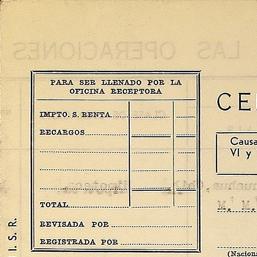 LAS OPERACIONES
PARA SER LLENADO POR LA
OFICINA RECEPTORA
IMPTO. S. RENTA.
RECARGOS
TOTAL
REVISADA POR
REGISTRADA POR
CE
Causa
VI y
M. M.
(Nacion
I. S. R.